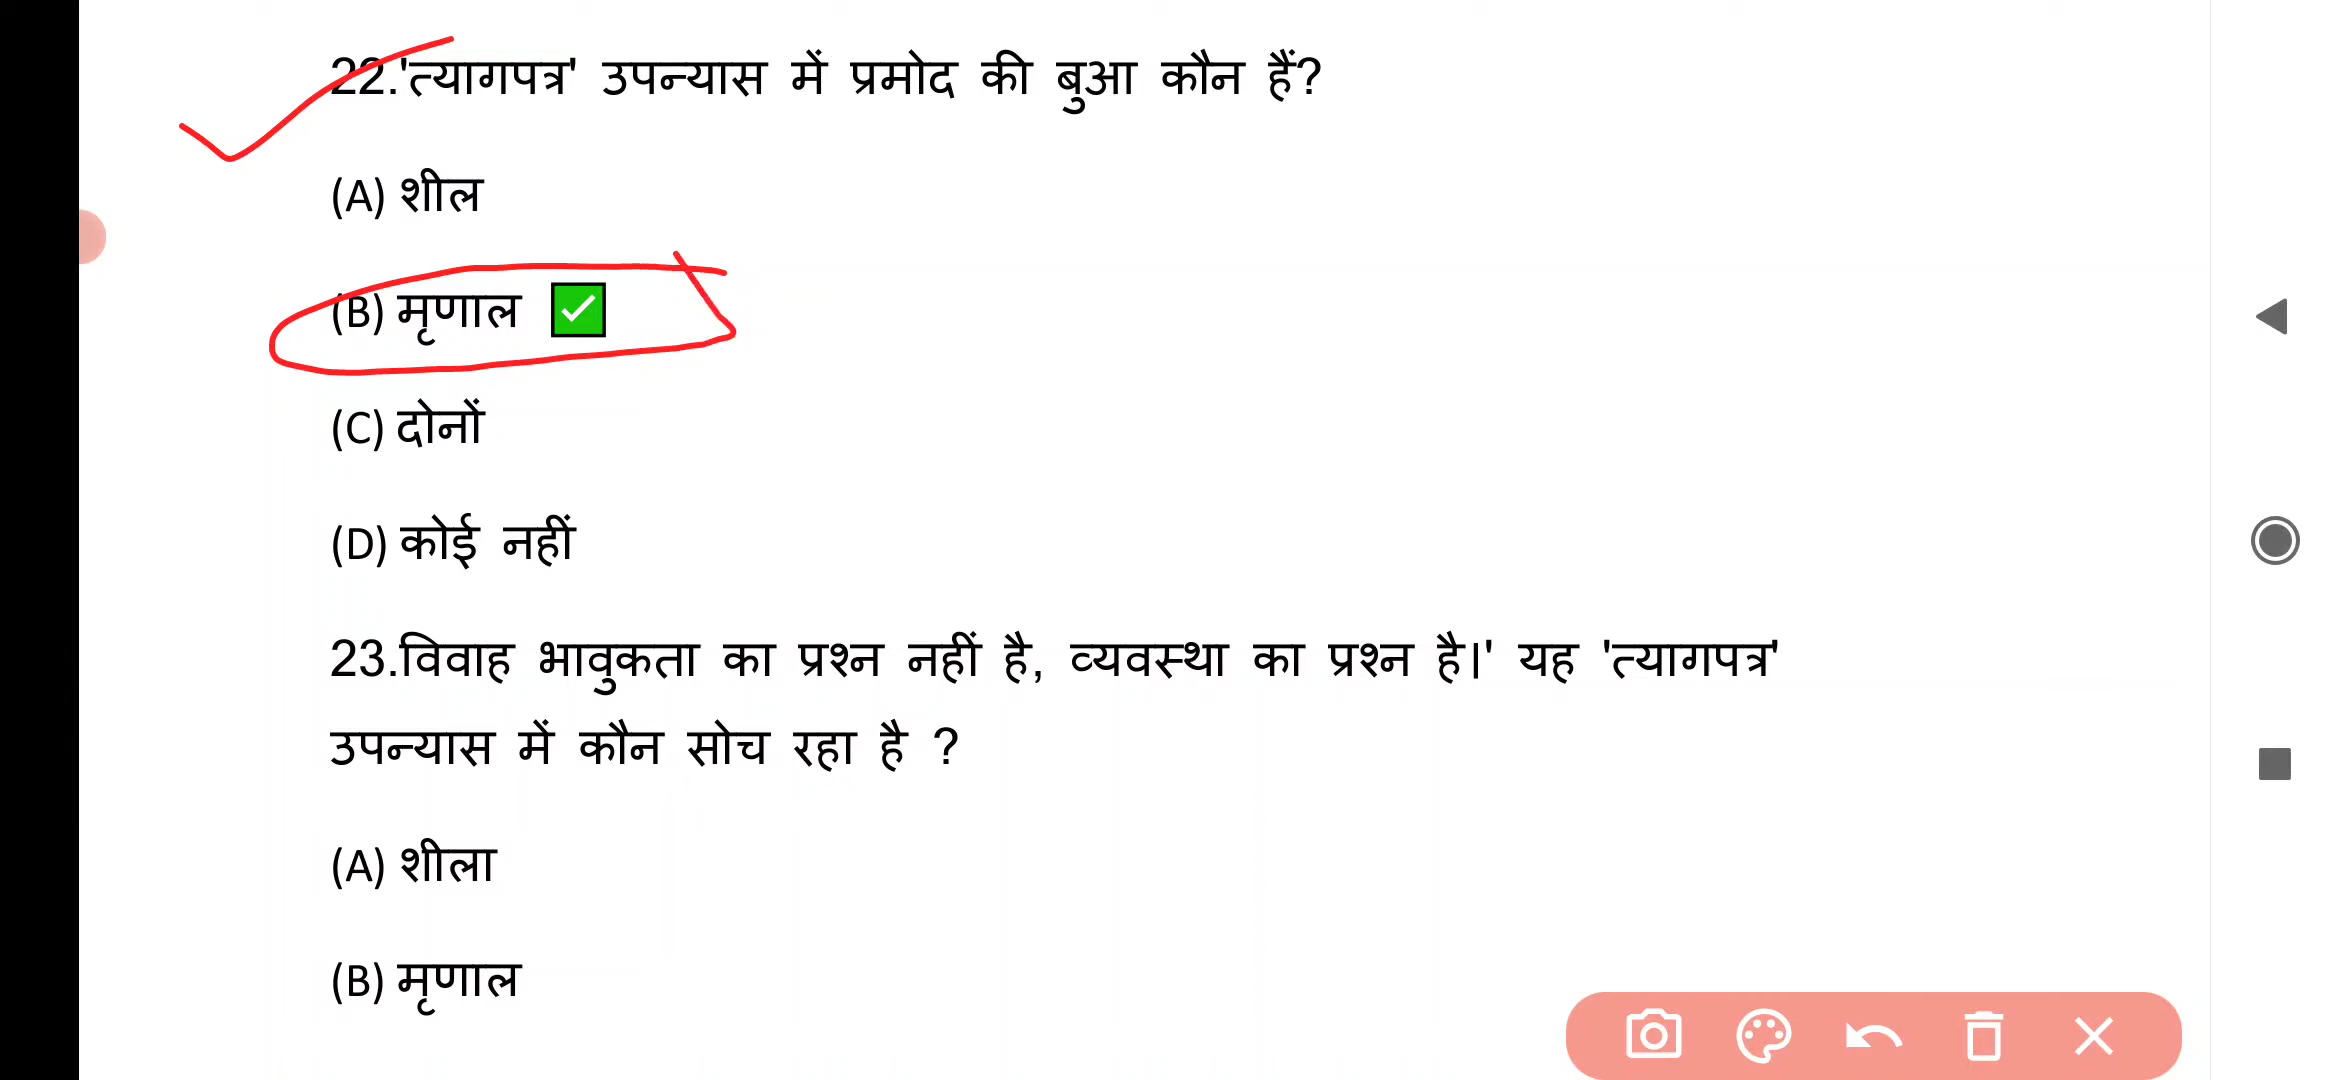 22.'त्यागपत्र' उपन्यास में प्रमोद की बुआ कौन हैं?
(A) शील
(B) मृणाल ✅
(C) दोनों
(D) कोई नहीं
23.विवाह भावुकता का प्रश्न नहीं है, व्यवस्था का प्रश्न है।' यह 'त्यागपत्र'
उपन्यास में कौन सोच रहा है ?
(A) शीला
(B) मृणाल